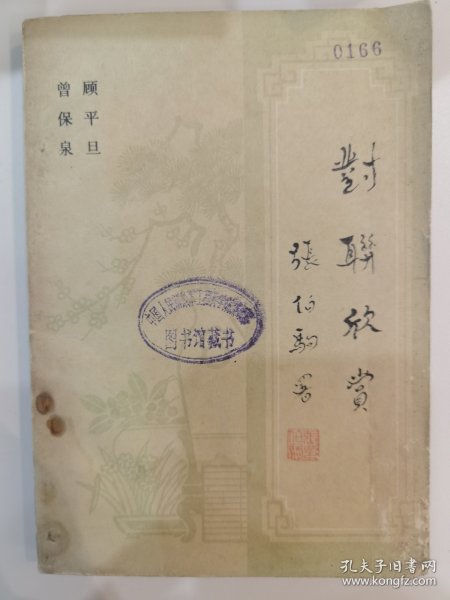 0166
對聯欣賞
張伯駒署
顾平旦
曾保泉
图书馆藏书
孔夫子旧书网
www.kongfz.com